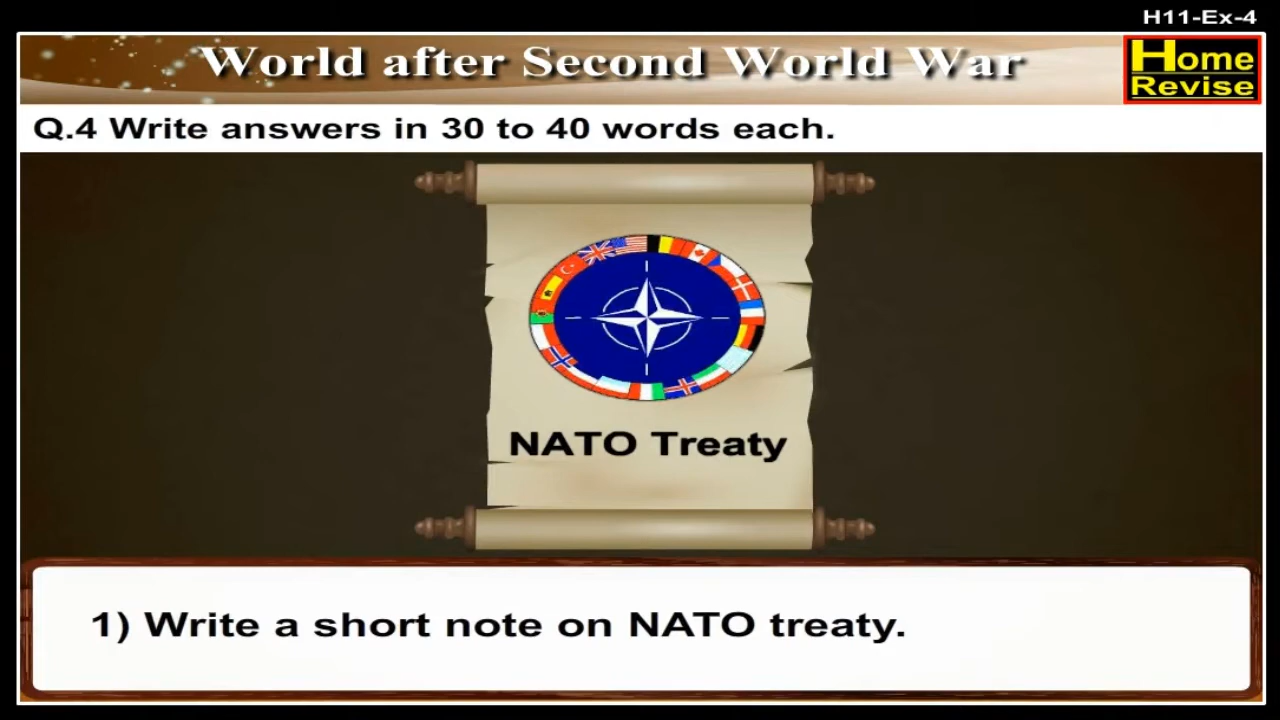 H11-Ex-4
World after Second World War
Home
Revise
Q.4 Write answers in 30 to 40 words each.
NATO Treaty
1) Write a short note on NATO treaty.